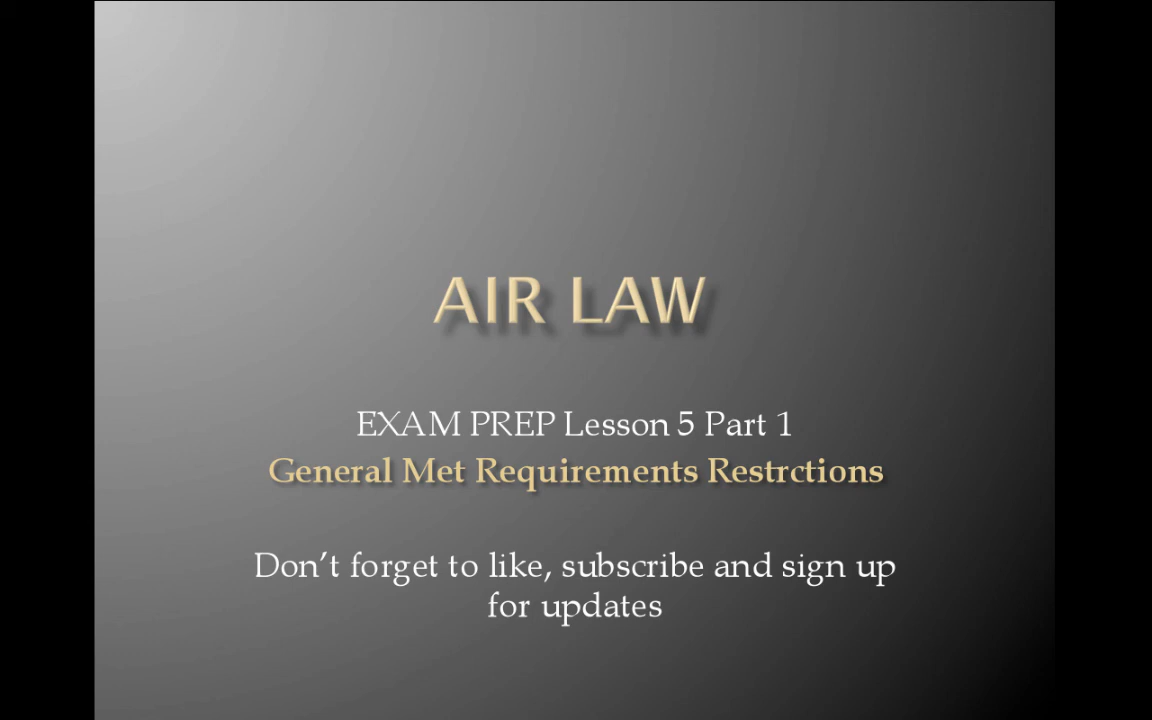 AIR LAW
EXAM PREP Lesson 5 Part 1
General Met Requirements Restrctions
Don’t forget to like, subscribe and sign up
for updates